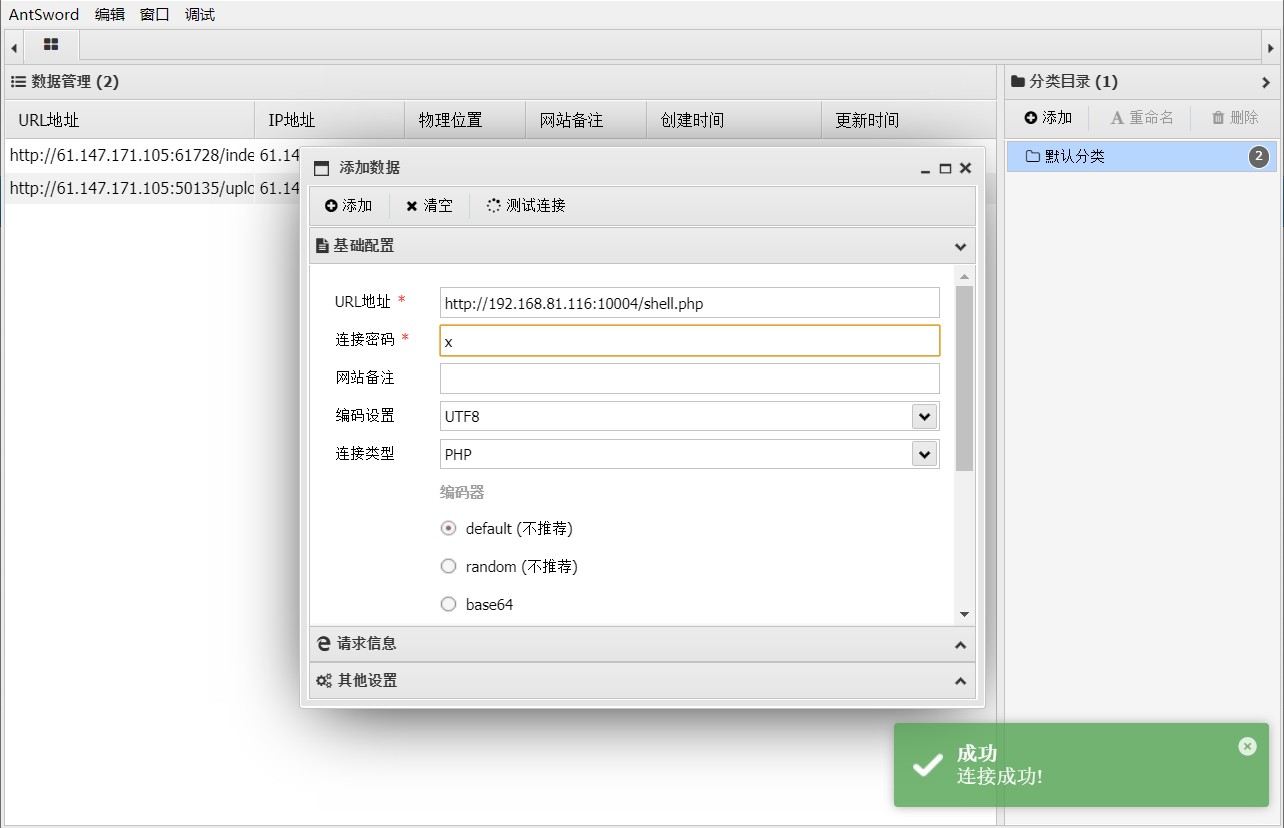 AntSword 编辑 窗口 调试
数据管理 (2)
URL地址 IP地址 物理位置 网站备注 创建时间 更新时间
http://61.147.171.105:61728/inde 61.14
http://61.147.171.105:50135/uplo 61.14
分类目录 (1)
添加 重命名 删除
默认分类 2
添加数据
添加 清空 测试连接
基础配置
URL地址 * http://192.168.81.116:10004/shell.php
连接密码 * x
网站备注
编码设置 UTF8
连接类型 PHP
编码器
default (不推荐)
random (不推荐)
base64
请求信息
其他设置
成功
连接成功!